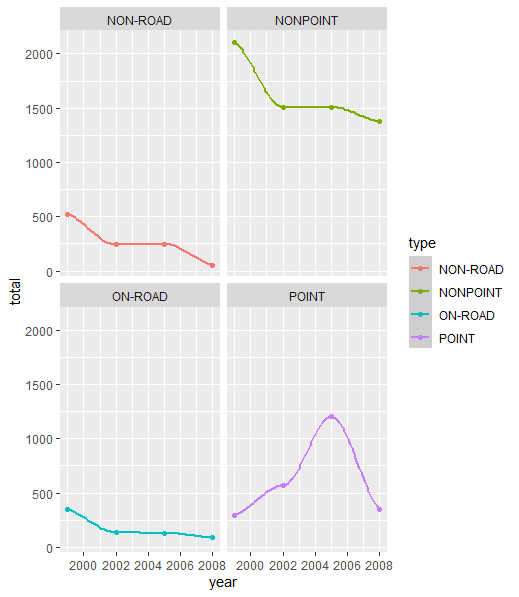 NON-ROAD NONPOINT
2000
1500
1000
500
0
total
ON-ROAD POINT
2000
1500
1000
500
0
2000 2002 2004 2006 2008 2000 2002 2004 2006 2008
year
type
NON-ROAD
NONPOINT
ON-ROAD
POINT